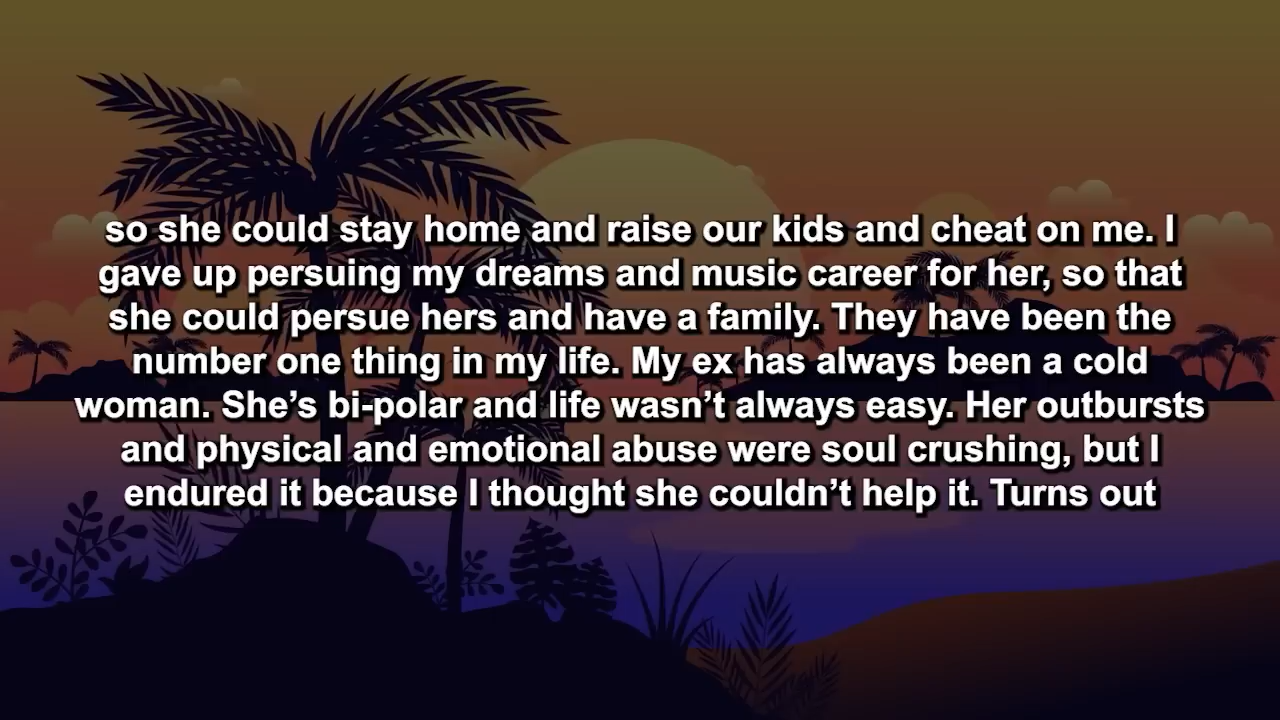 so she could stay home and raise our kids and cheat on me. I
gave up persuing my dreams and music career for her, so that
she could persue hers and have a family. They have been the
number one thing in my life. My ex has always been a cold
woman. She’s bi-polar and life wasn’t always easy. Her outbursts
and physical and emotional abuse were soul crushing, but I
endured it because I thought she couldn’t help it. Turns out